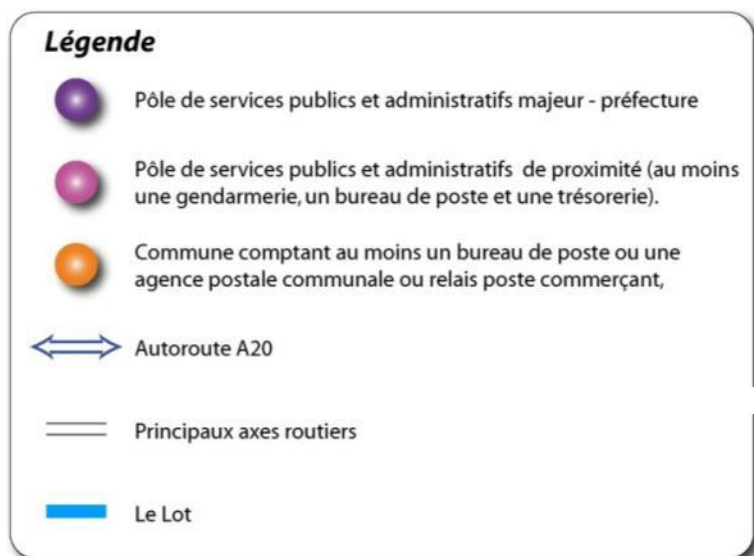 Légende
Pôle de services publics et administratifs majeur - préfecture
Pôle de services publics et administratifs de proximité (au moins
une gendarmerie, un bureau de poste et une trésorerie).
Commune comptant au moins un bureau de poste ou une
agence postale communale ou relais poste commerçant,
Autoroute A20
Principaux axes routiers
Le Lot